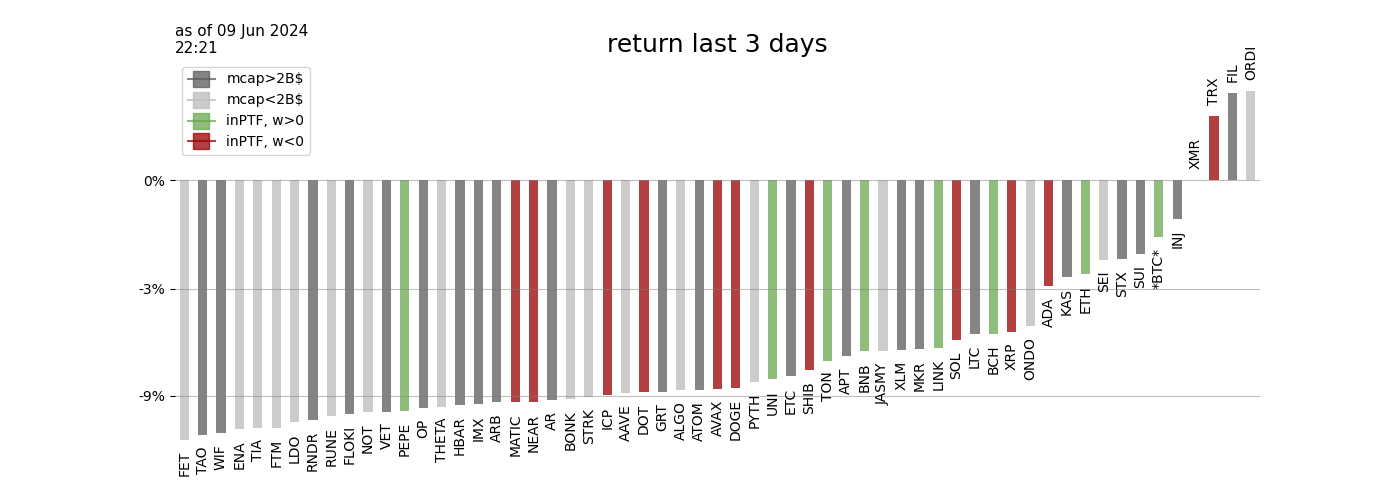 as of 09 Jun 2024
22:21
return last 3 days
mcap>2B$
mcap<2B$
inPTF, w>0
inPTF, w<0
0%
-3%
-9%
FET
TAO
WIF
ENA
TIA
FTM
LDO
RNDR
RUNE
FLOKI
NOT
VET
PEPE
OP
THETA
HBAR
IMX
ARB
MATIC
NEAR
AR
BONK
STRK
ICP
AAVE
DOT
GRT
ALGO
ATOM
AVAX
DOGE
PYTH
UNI
ETC
SHIB
TON
APT
BNB
JASMY
XLM
MKR
LINK
SOL
LTC
BCH
XRP
ONDO
ADA
KAS
ETH
SEI
STX
SUI
*BTC*
INJ
XMR
TRX
FIL
ORDI